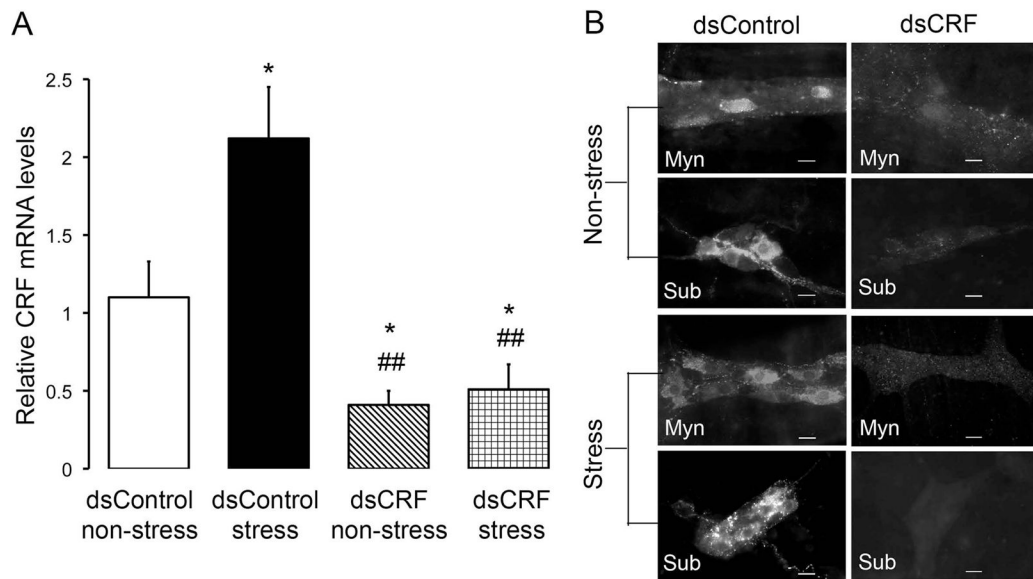 A
Relative CRF mRNA levels
2.5
2
1.5
1
0.5
0
*
*
##
*
##
dsControl
non-stress
dsControl
stress
dsCRF
non-stress
dsCRF
stress
B
dsControl
dsCRF
Non-stress
Myn
Myn
Sub
Sub
Stress
Myn
Myn
Sub
Sub